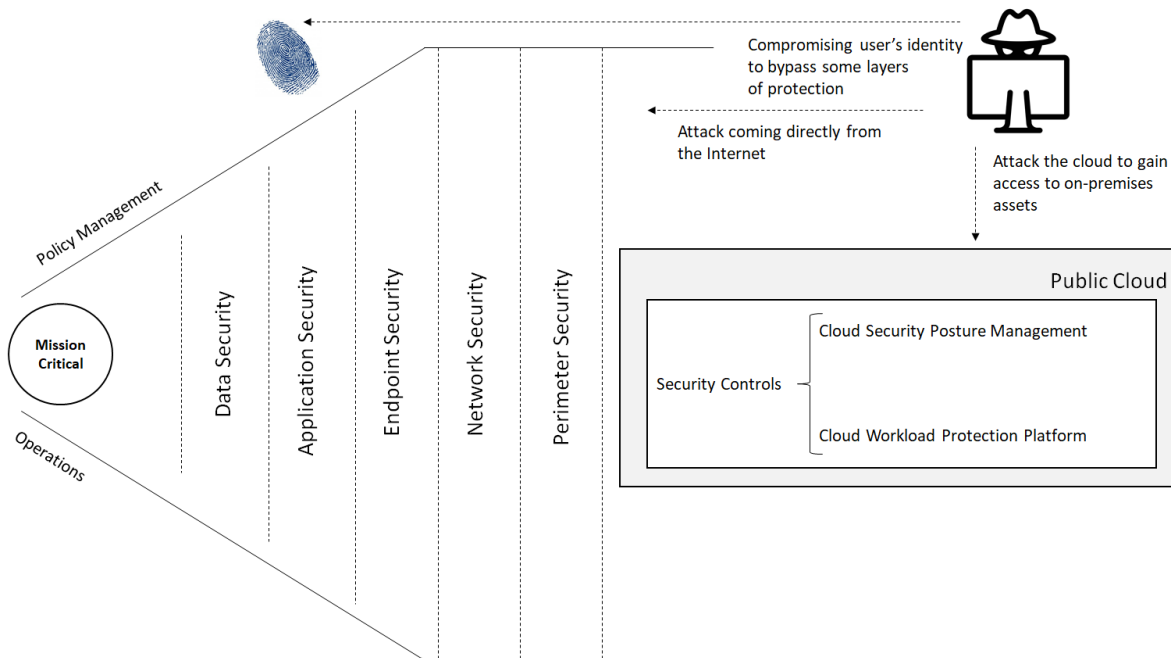 Compromising user’s identity
to bypass some layers
of protection
Attack coming directly from
the Internet
Attack the cloud to gain
access to on-premises
assets
Policy Management
Mission
Critical
Operations
Data Security
Application Security
Endpoint Security
Network Security
Perimeter Security
Public Cloud
Security Controls
Cloud Security Posture Management
Cloud Workload Protection Platform